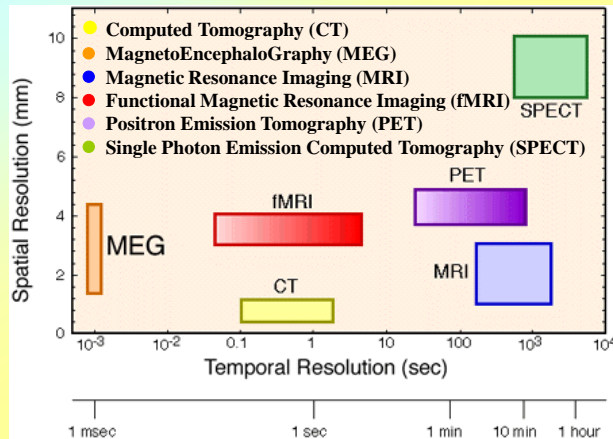 Computed Tomography (CT)
MagnetoEncephaloGraphy (MEG)
Magnetic Resonance Imaging (MRI)
Functional Magnetic Resonance Imaging (fMRI)
Positron Emission Tomography (PET)
Single Photon Emission Computed Tomography (SPECT)
Spatial Resolution (mm)
10
8
6
4
2
0
SPECT
PET
fMRI
MEG
MRI
CT
10⁻³ 10⁻² 0.1 1 10 100 10³ 10⁴
Temporal Resolution (sec)
1 msec 1 sec 1 min 10 min 1 hour